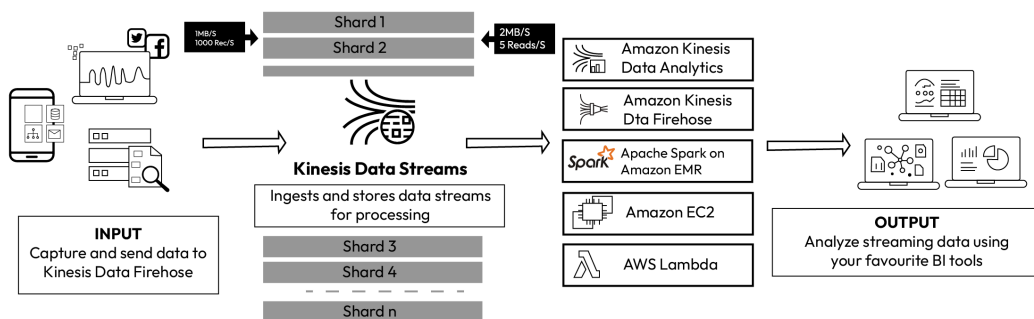 INPUT
Capture and send data to
Kinesis Data Firehose
1MB/S
1000 Rec/S
Shard 1
Shard 2
2MB/S
5 Reads/S
Kinesis Data Streams
Ingests and stores data streams
for processing
Shard 3
Shard 4
Shard n
Amazon Kinesis
Data Analytics
Amazon Kinesis
Dta Firehose
Spark
Apache Spark on
Amazon EMR
Amazon EC2
AWS Lambda
OUTPUT
Analyze streaming data using
your favourite BI tools